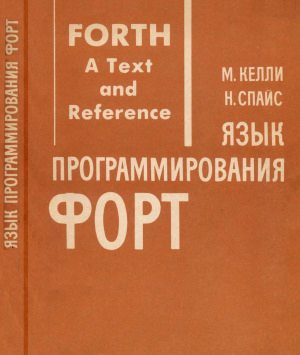 ЯЗЫК ПРОГРАММИРОВАНИЯ ФОРТ
FORTH
A Text
and
Reference
М. КЕЛЛИ
Н. СПАЙС
ЯЗЫК
ПРОГРАММИРОВАНИЯ
ФОРТ